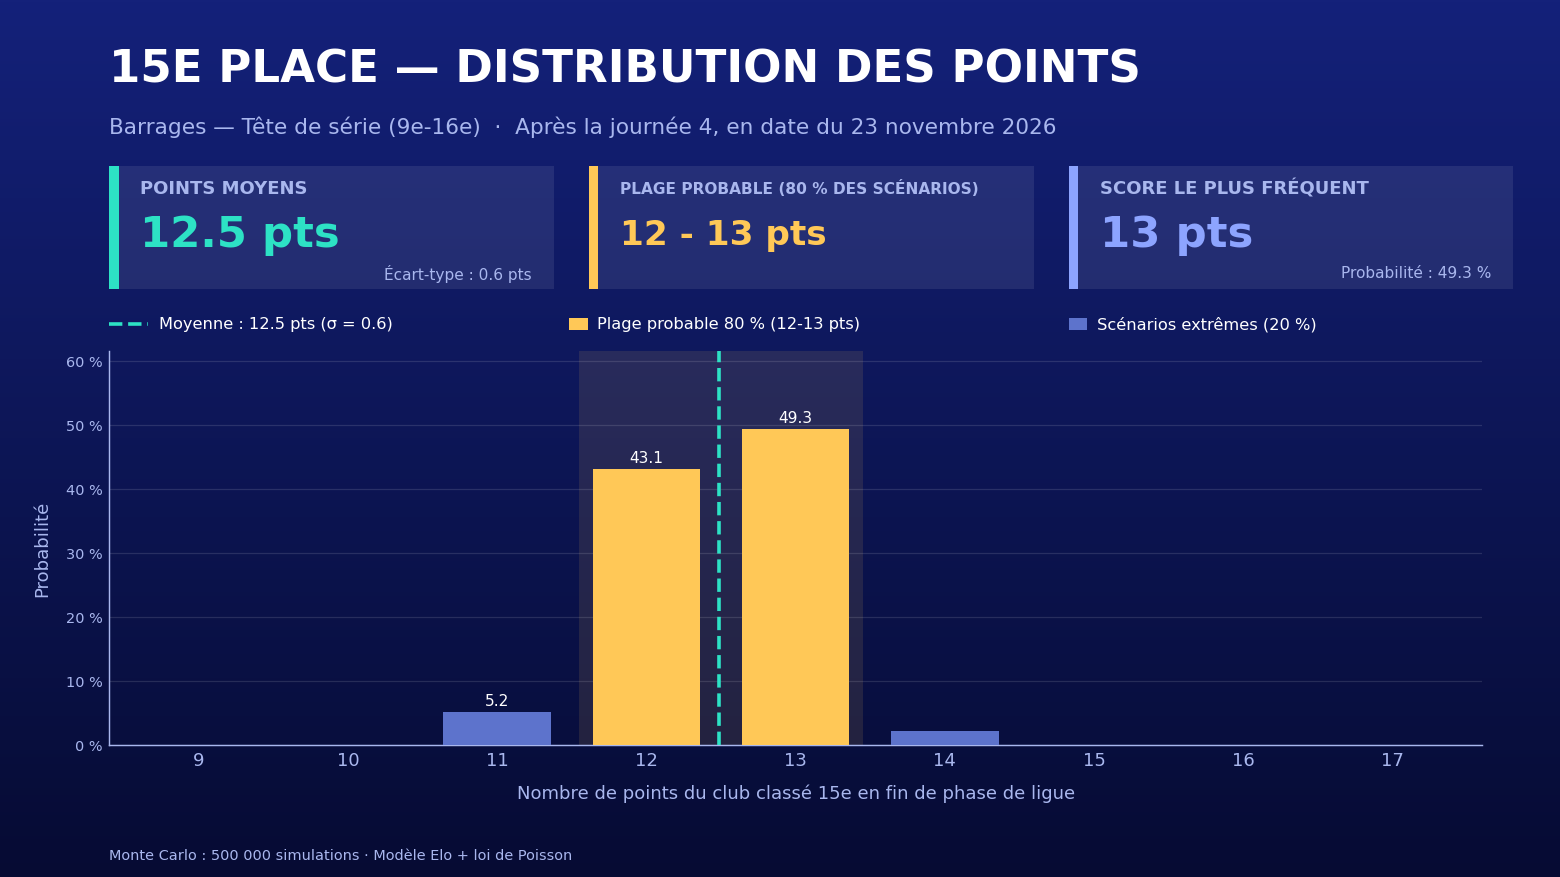 15E PLACE — DISTRIBUTION DES POINTS
Barrages — Tête de série (9e-16e) · Après la journée 4, en date du 23 novembre 2026
POINTS MOYENS
12.5 pts
Écart-type : 0.6 pts
PLAGE PROBABLE (80 % DES SCÉNARIOS)
12 - 13 pts
SCORE LE PLUS FRÉQUENT
13 pts
Probabilité : 49.3 %
Moyenne : 12.5 pts (σ = 0.6)
Plage probable 80 % (12-13 pts)
Scénarios extrêmes (20 %)
Probabilité
60 %
50 %
40 %
30 %
20 %
10 %
0 %
5.2
43.1
49.3
9 10 11 12 13 14 15 16 17
Nombre de points du club classé 15e en fin de phase de ligue
Monte Carlo : 500 000 simulations · Modèle Elo + loi de Poisson